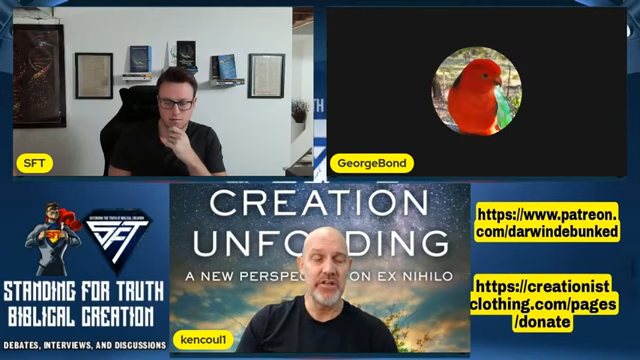 SFT
GeorgeBond
TRUTH
SFT
STANDING FOR TRUTH
BIBLICAL CREATION
DEBATES, INTERVIEWS, AND DISCUSSIONS
CREATION
UNFOLDING
A NEW PERSPECTIVE ON EX NIHILO
kencoul1
https://www.patreon.
com/darwindebunked
https://creationist
clothing.com/pages
/donate